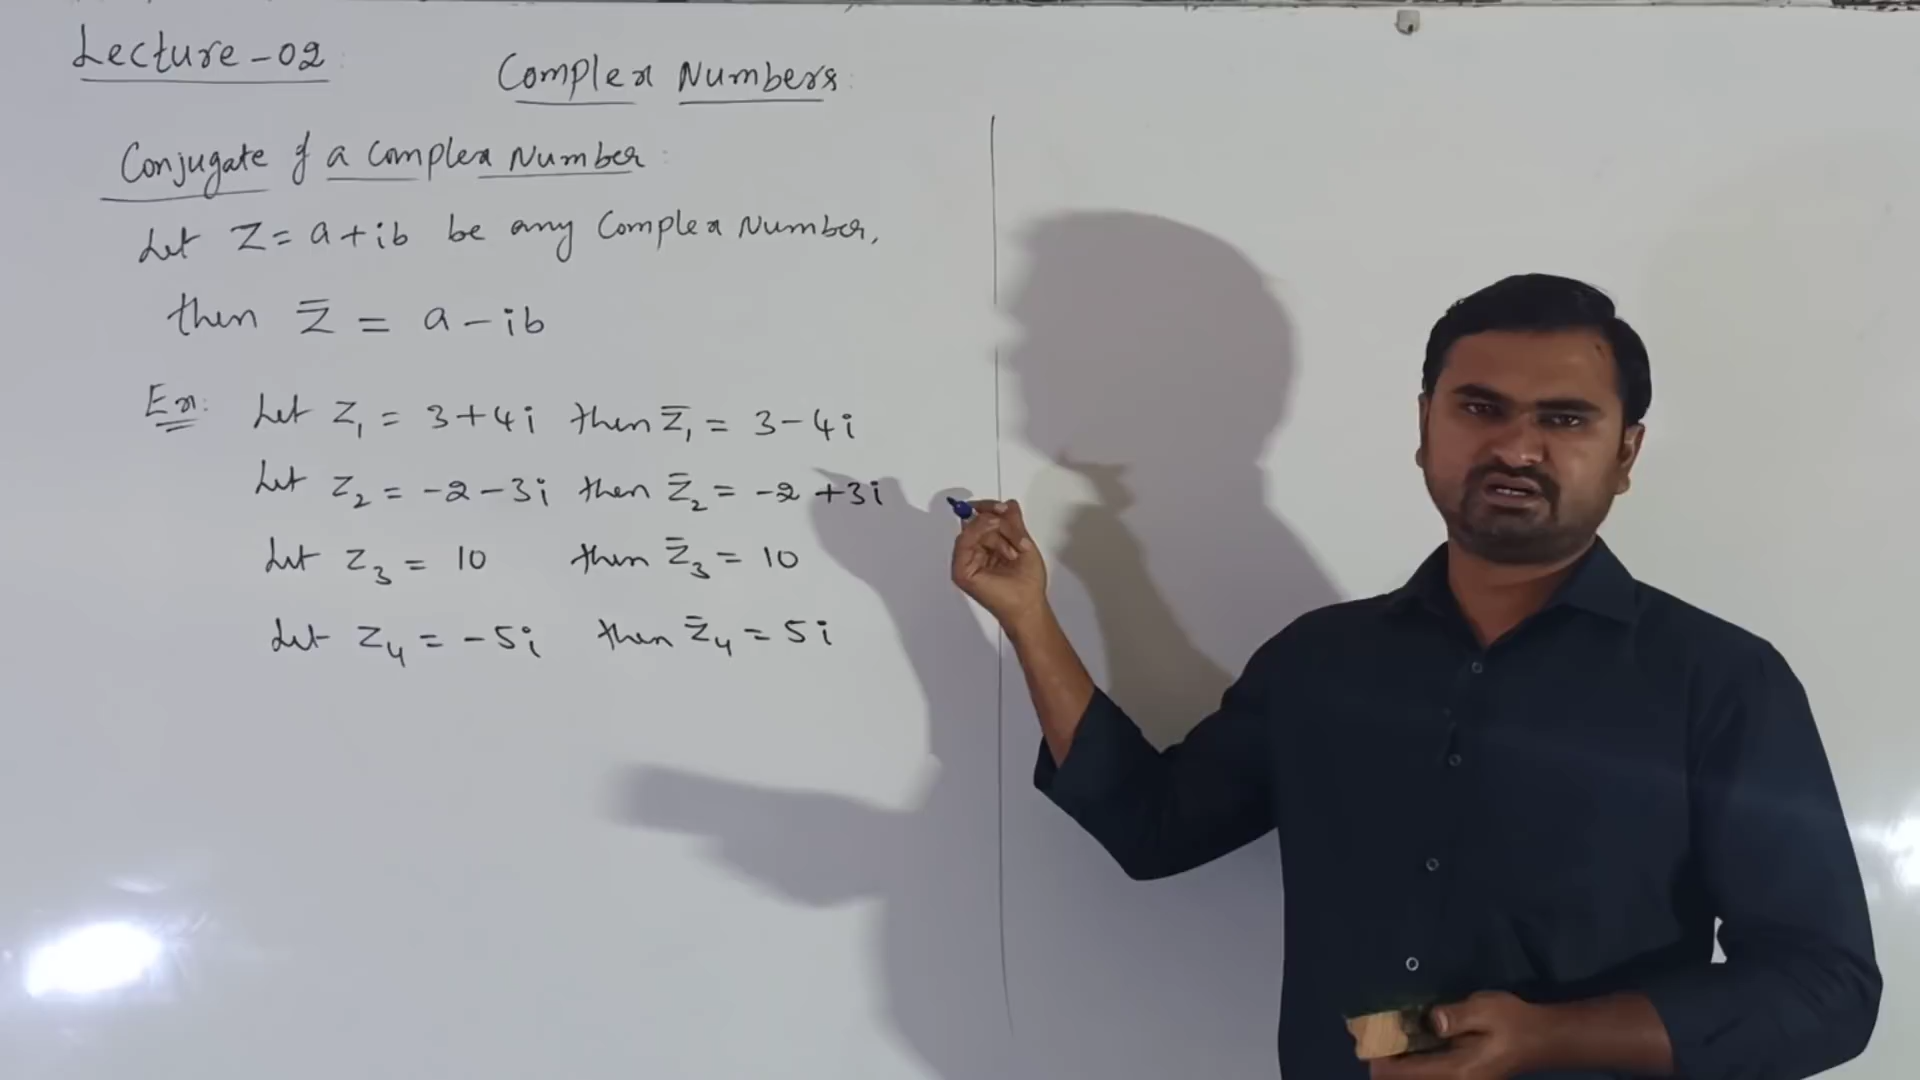 Lecture-02
Complex Numbers
Conjugate of a Complex Number:
Let Z = a+ib be any Complex Number,
then z̅ = a-ib
Ex: Let z₁ = 3+4i then z̅₁ = 3-4i
Let z₂ = -2-3i then z̅₂ = -2+3i
Let z₃ = 10 then z̅₃ = 10
Let z₄ = -5i then z̅₄ = 5i